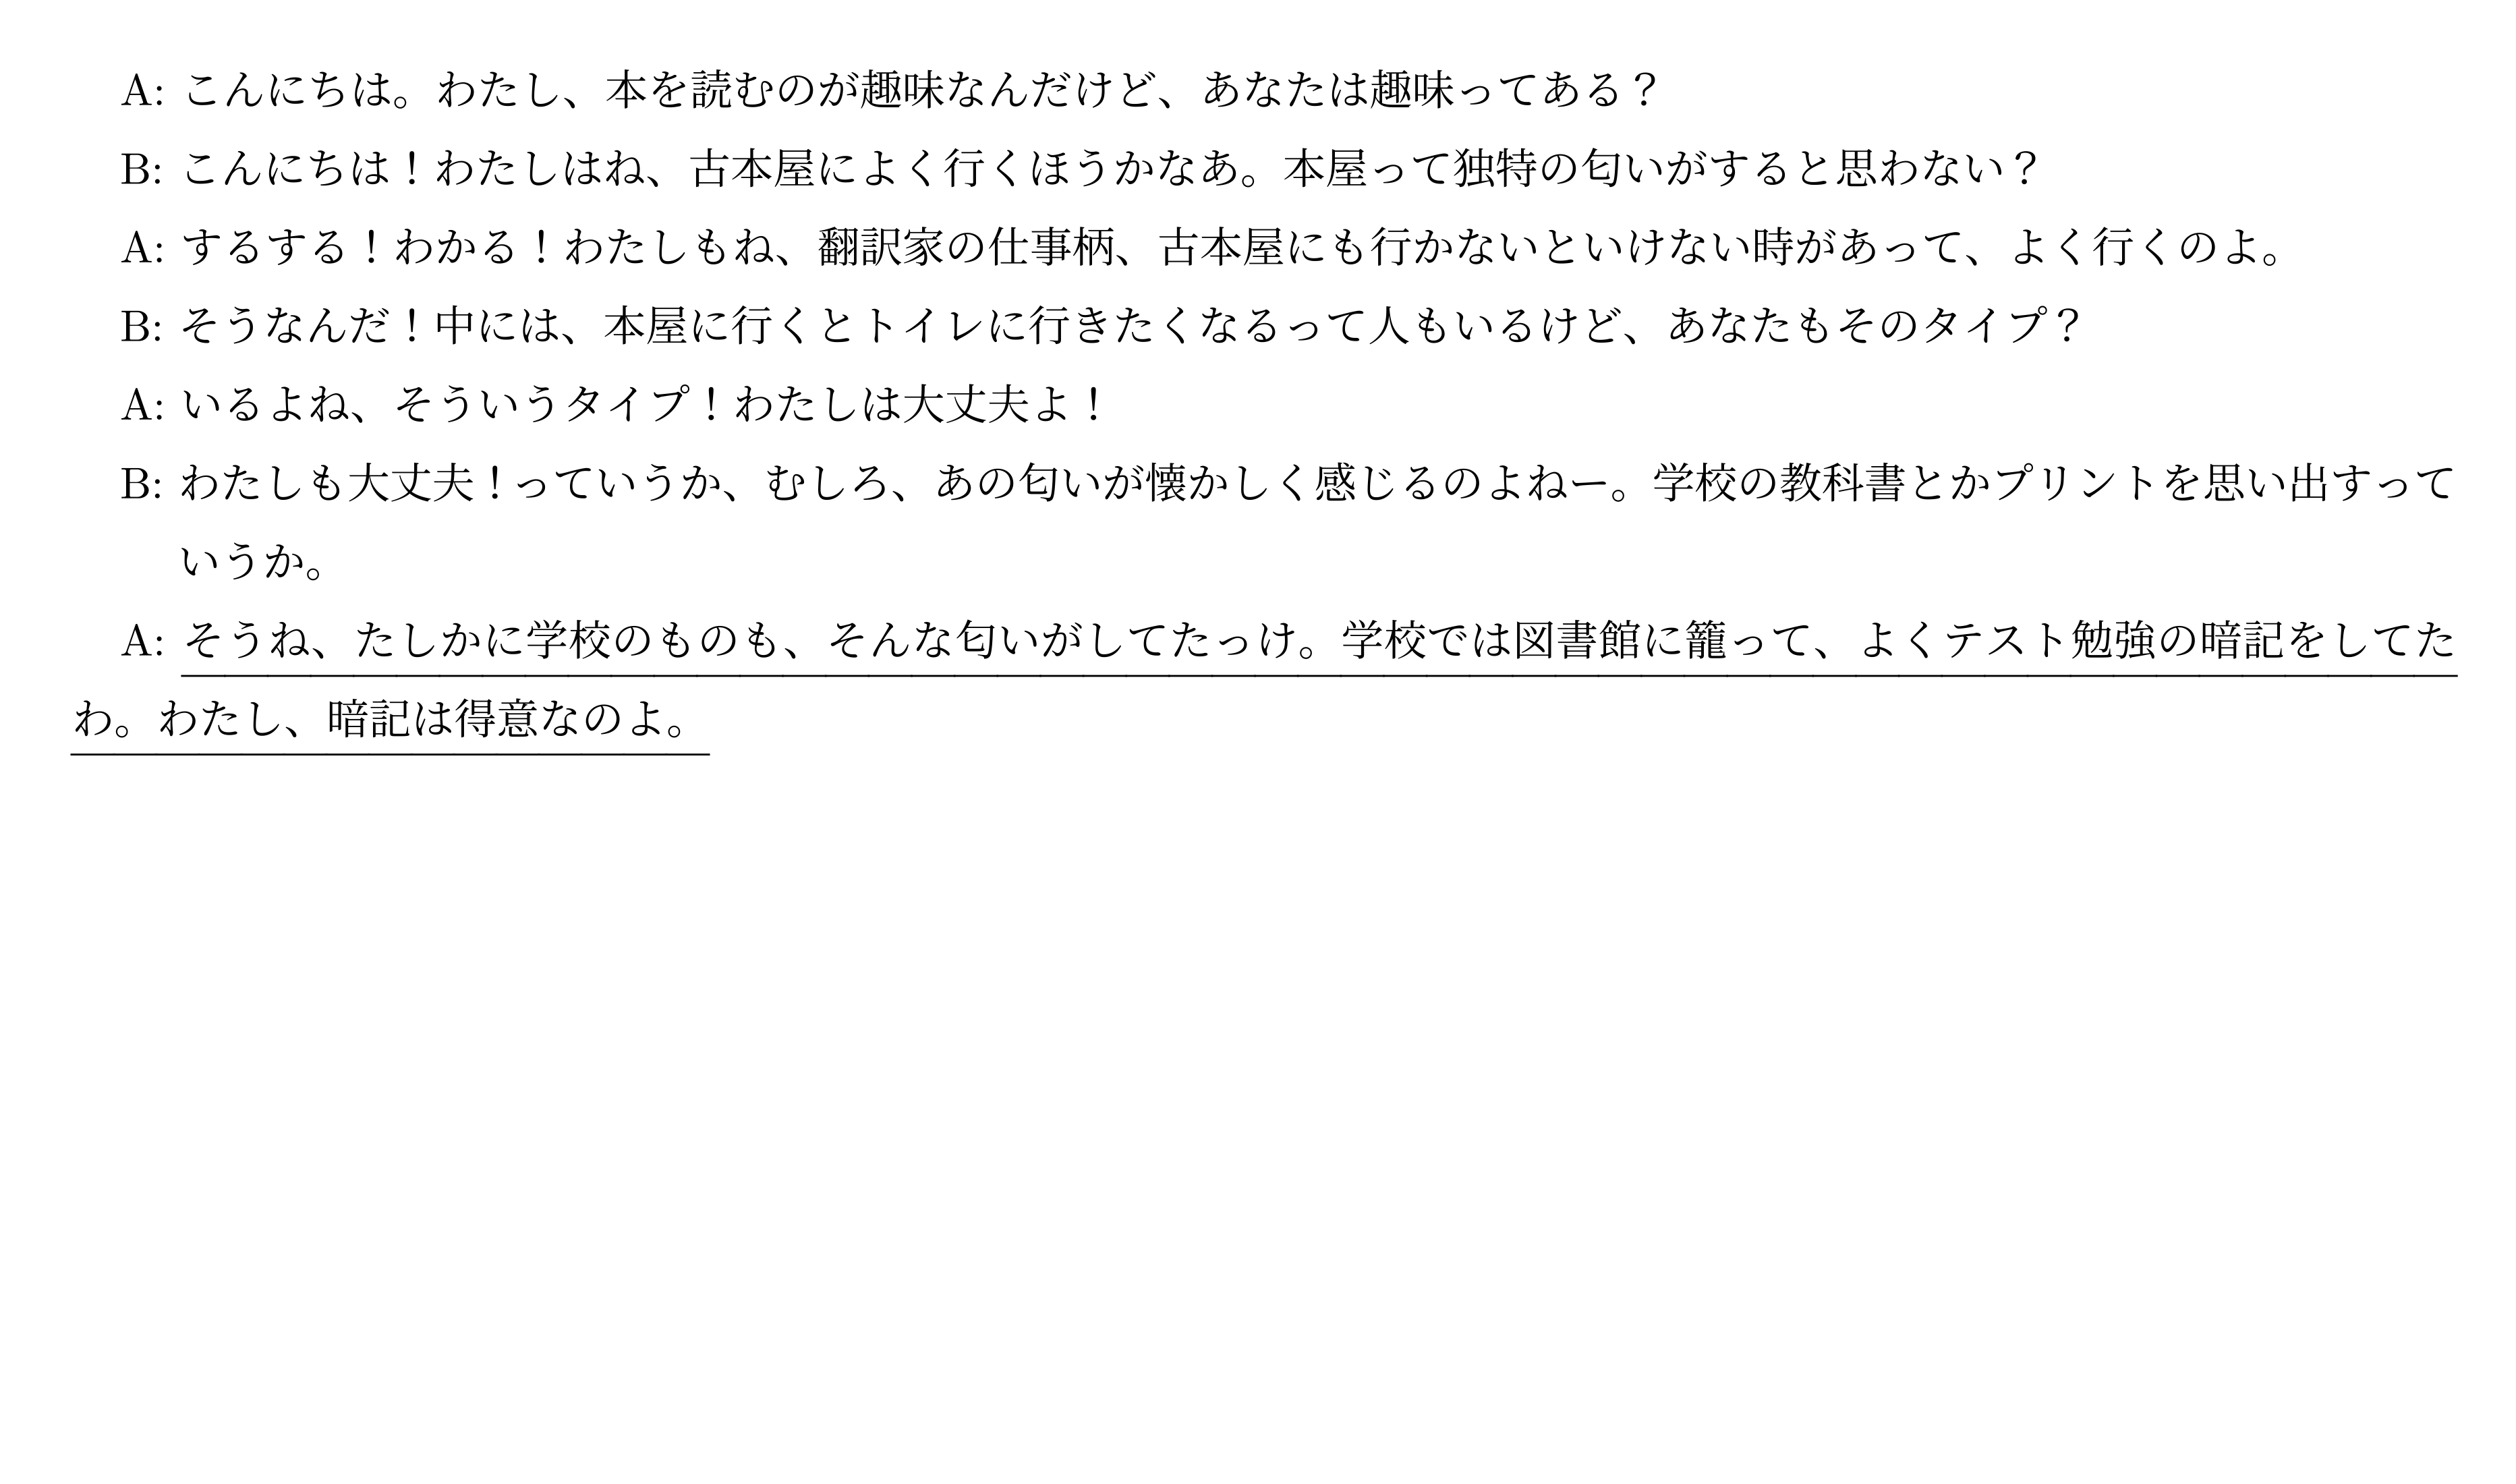 A: こんにちは。わたし、本を読むのが趣味なんだけど、あなたは趣味ってある？
B: こんにちは！わたしはね、古本屋によく行くほうかなあ。本屋って独特の匂いがすると思わない？
A: するする！わかる！わたしもね、翻訳家の仕事柄、古本屋にも行かないといけない時があって、よく行くのよ。
B: そうなんだ！中には、本屋に行くとトイレに行きたくなるって人もいるけど、あなたもそのタイプ？
A: いるよね、そういうタイプ！わたしは大丈夫よ！
B: わたしも大丈夫！っていうか、むしろ、あの匂いが懐かしく感じるのよねー。学校の教科書とかプリントを思い出すって
いうか。
A: そうね、たしかに学校のものも、そんな匂いがしてたっけ。学校では図書館に籠って、よくテスト勉強の暗記をしてた
わ。わたし、暗記は得意なのよ。